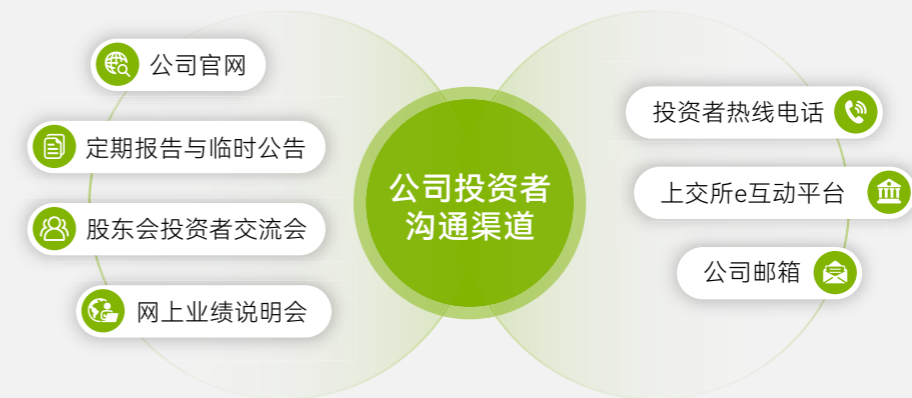 公司官网
定期报告与临时公告
股东会投资者交流会
网上业绩说明会
公司投资者
沟通渠道
投资者热线电话
上交所e互动平台
公司邮箱